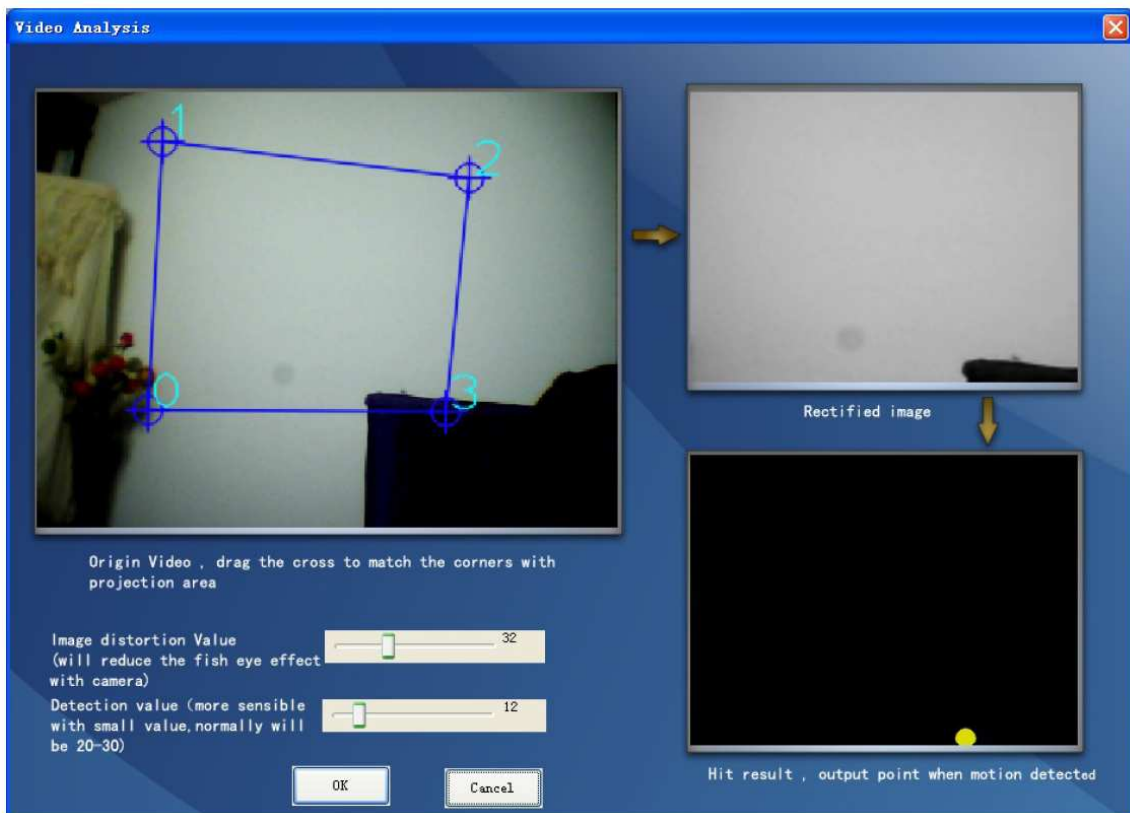 Video Analysis
1
2
0
3
Rectified image
Origin Video , drag the cross to match the corners with
projection area
Image distortion Value
(will reduce the fish eye effect
with camera)
32
Detection value (more sensible
with small value,normally will
be 20-30)
12
OK
Cancel
Hit result , output point when motion detected